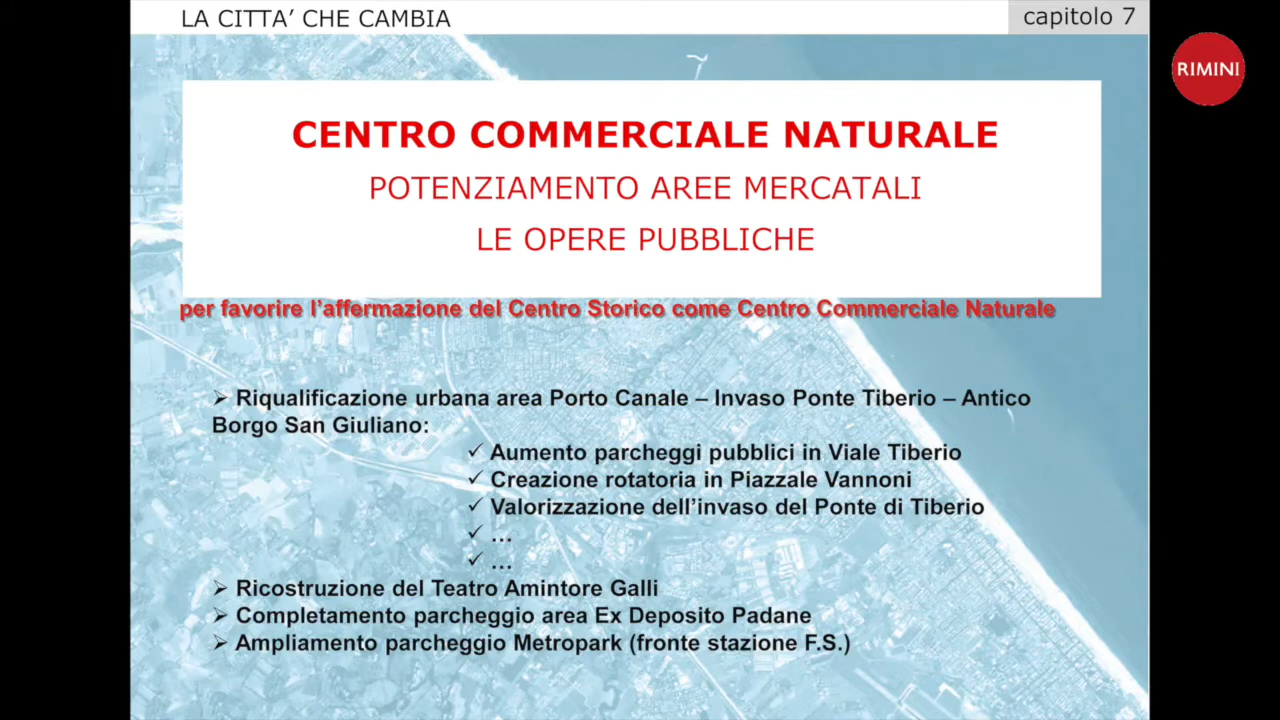 LA CITTA’ CHE CAMBIA
capitolo 7
RIMINI
CENTRO COMMERCIALE NATURALE
POTENZIAMENTO AREE MERCATALI
LE OPERE PUBBLICHE
per favorire l’affermazione del Centro Storico come Centro Commerciale Naturale
➢ Riqualificazione urbana area Porto Canale – Invaso Ponte Tiberio – Antico
Borgo San Giuliano:
✓ Aumento parcheggi pubblici in Viale Tiberio
✓ Creazione rotatoria in Piazzale Vannoni
✓ Valorizzazione dell’invaso del Ponte di Tiberio
✓ …
✓ …
➢ Ricostruzione del Teatro Amintore Galli
➢ Completamento parcheggio area Ex Deposito Padane
➢ Ampliamento parcheggio Metropark (fronte stazione F.S.)